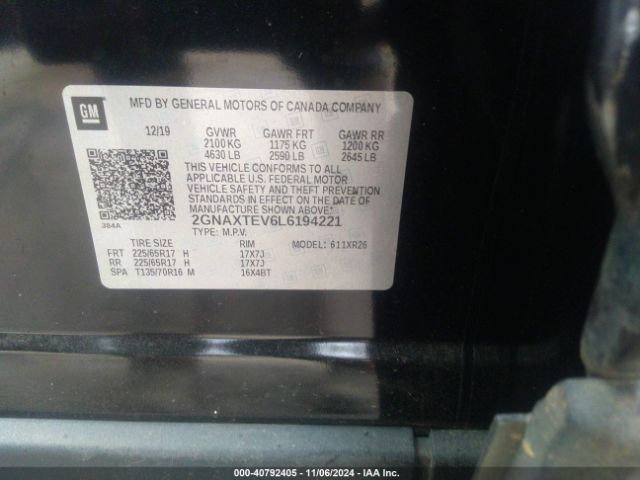 GM
MFD BY GENERAL MOTORS OF CANADA COMPANY
12/19 GVWR GAWR FRT GAWR RR
2100 KG 1175 KG 1200 KG
4630 LB 2590 LB 2645 LB
THIS VEHICLE CONFORMS TO ALL
APPLICABLE U.S. FEDERAL MOTOR
VEHICLE SAFETY AND THEFT PREVENTION
STANDARDS IN EFFECT ON THE DATE OF
MANUFACTURE SHOWN ABOVE.
384A
2GNAXTEV6L6194221
TYPE: M.P.V.
TIRE SIZE RIM MODEL: 611XR26
FRT 225/65R17 H 17X7J
RR 225/65R17 H 17X7J
SPA T135/70R16 M 16X4BT
000-40792405 - 11/06/2024 - IAA Inc.